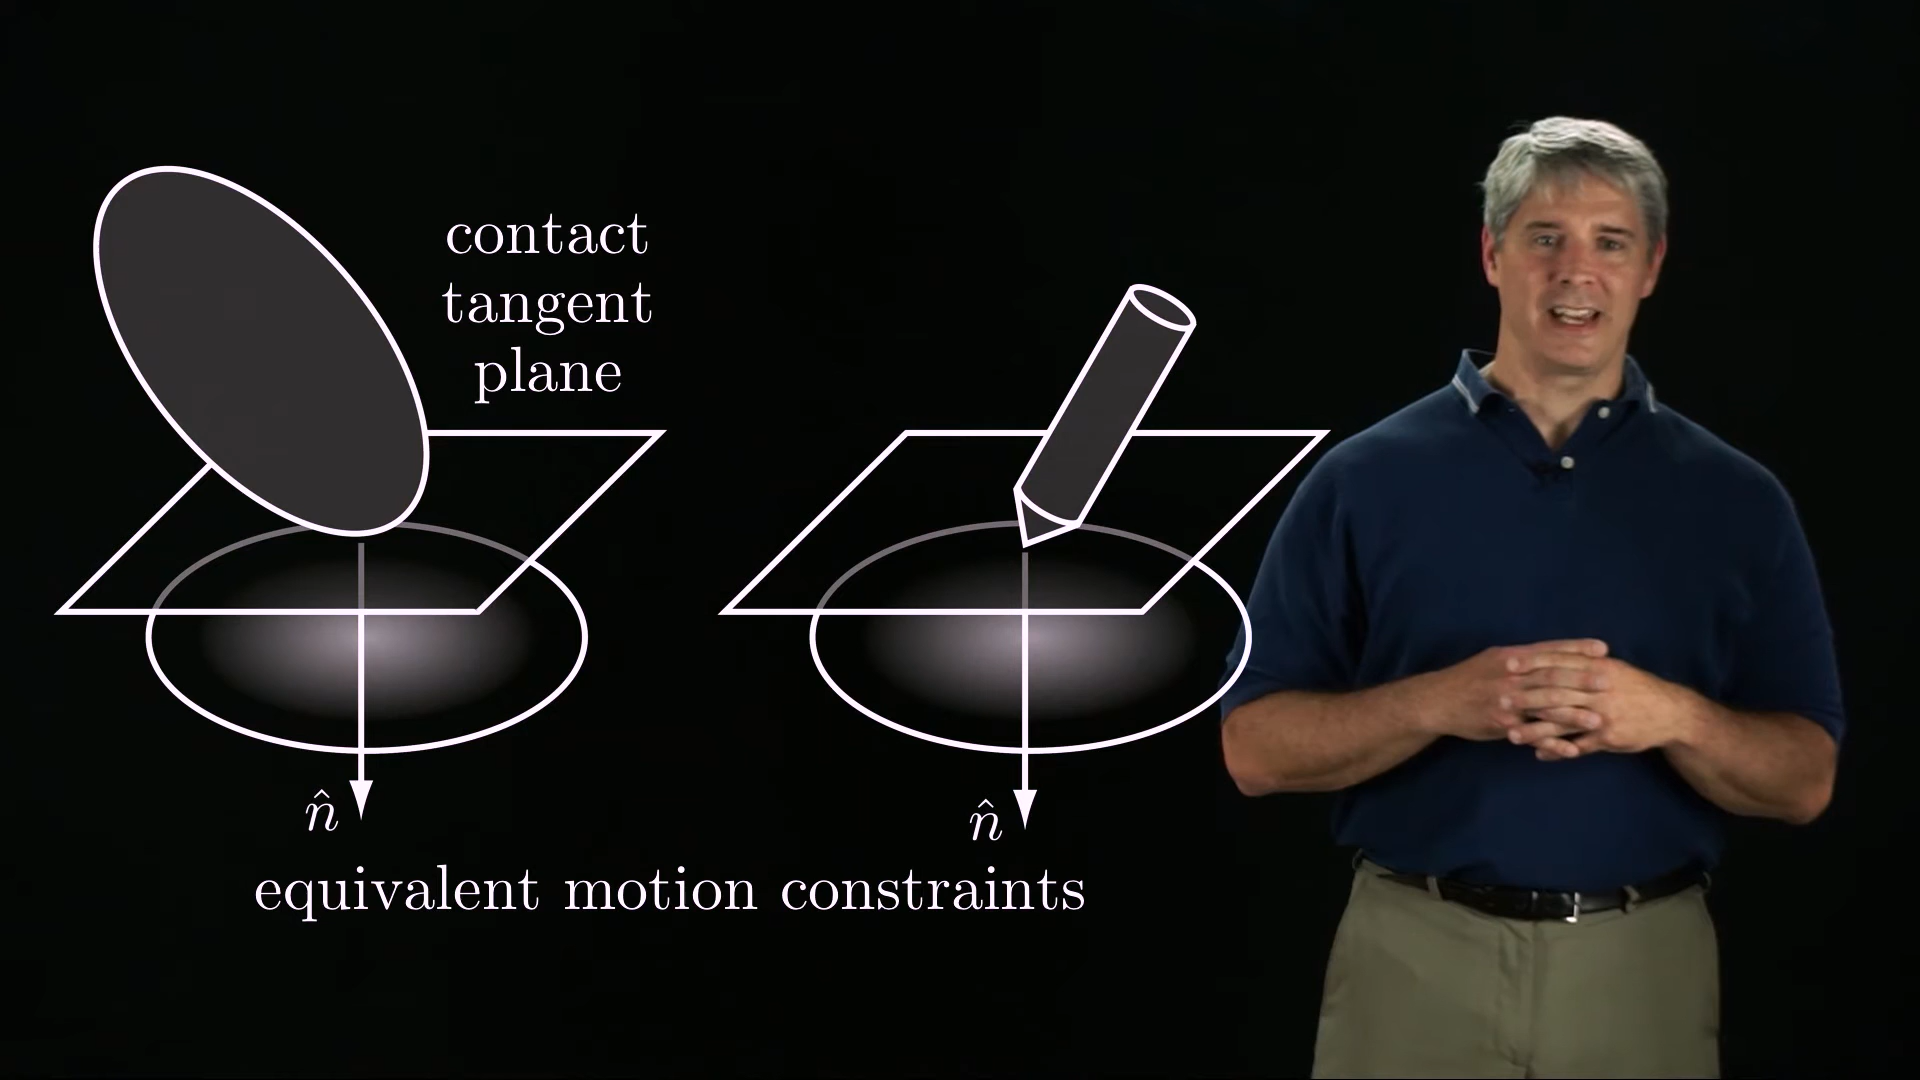 contact
tangent
plane
n̂
n̂
equivalent motion constraints